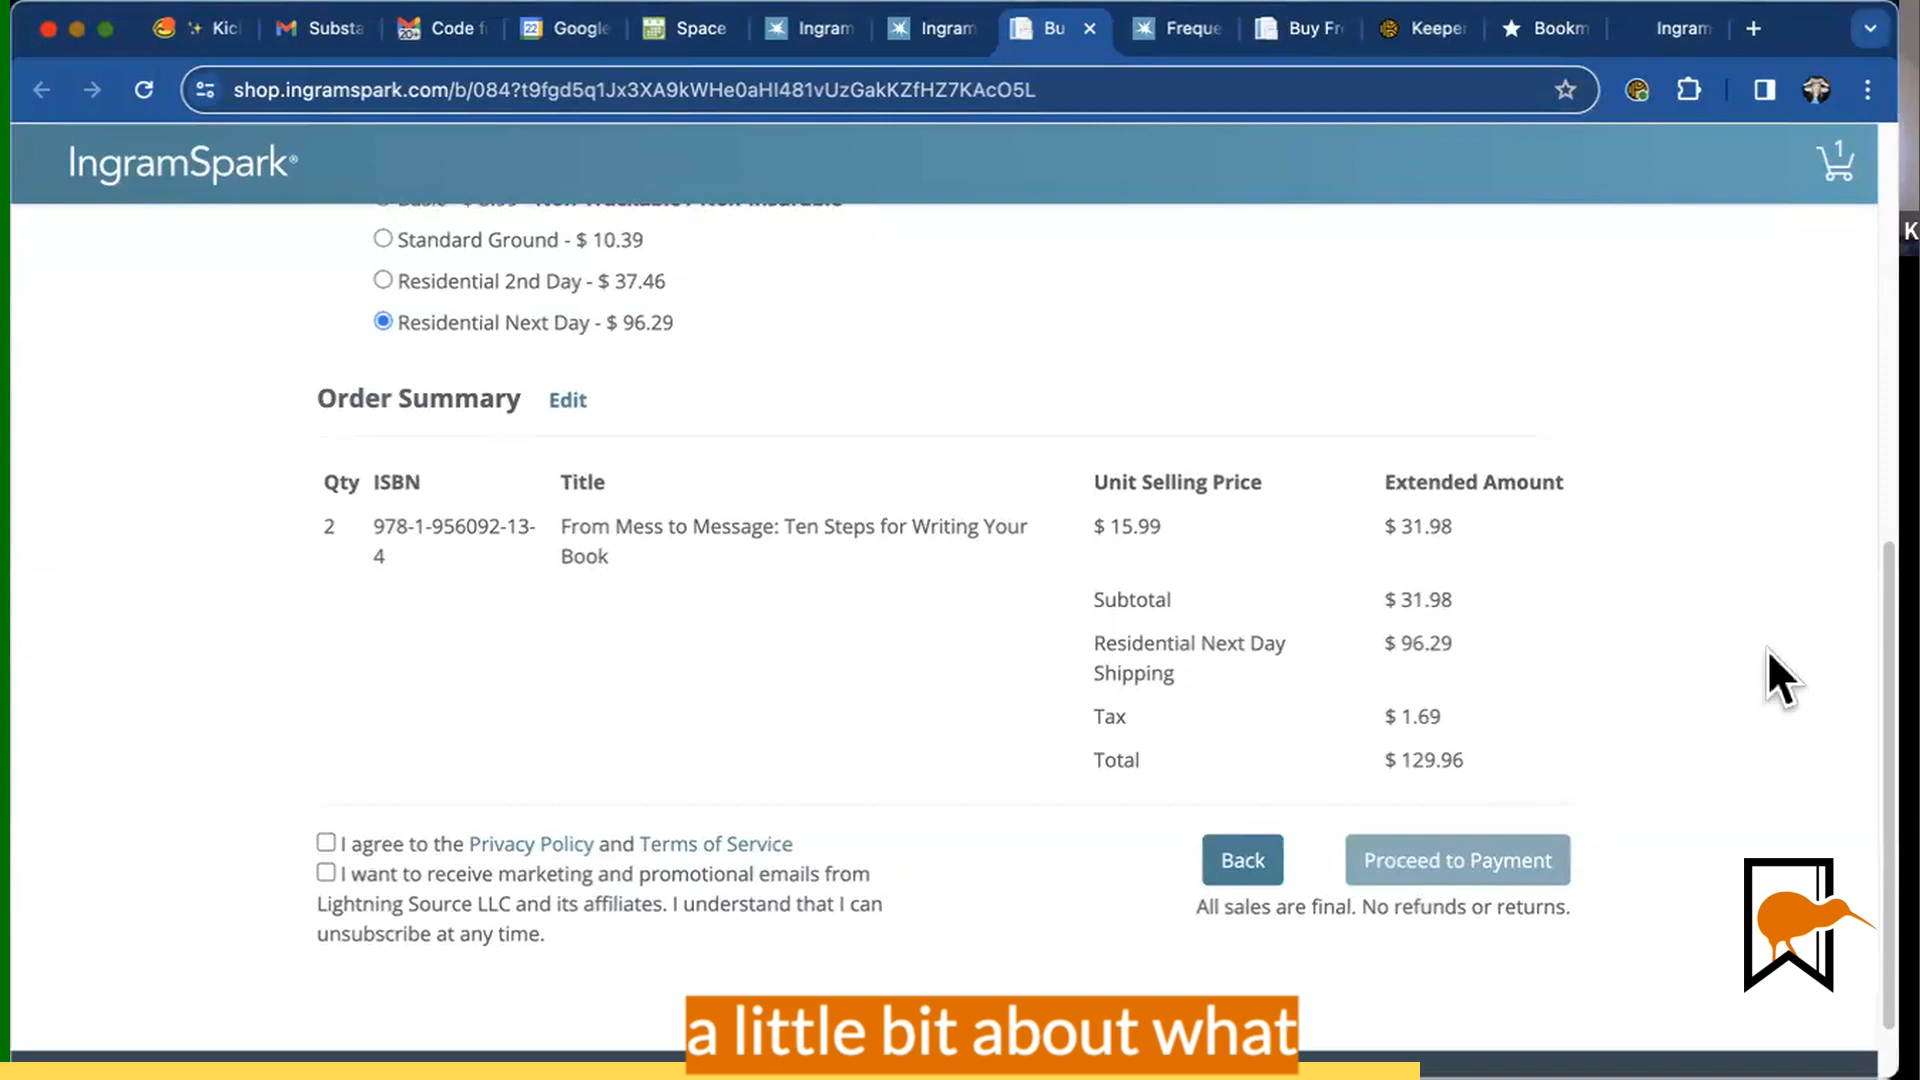 Kicl
Substa
Code f
Google
Space
Ingram
Ingram
Bu
Freque
Buy Fr
Keeper
Bookm
Ingram
shop.ingramspark.com/b/084?t9fgd5q1Jx3XA9kWHe0aHI481vUzGakKZfHZ7KAcO5L
IngramSpark®
1
K
Standard Ground - $ 10.39
Residential 2nd Day - $ 37.46
Residential Next Day - $ 96.29
Order Summary Edit
Qty ISBN Title Unit Selling Price Extended Amount
2 978-1-956092-13- From Mess to Message: Ten Steps for Writing Your $ 15.99 $ 31.98
4 Book
Subtotal $ 31.98
Residential Next Day $ 96.29
Shipping
Tax $ 1.69
Total $ 129.96
I agree to the Privacy Policy and Terms of Service
I want to receive marketing and promotional emails from
Lightning Source LLC and its affiliates. I understand that I can
unsubscribe at any time.
Back Proceed to Payment
All sales are final. No refunds or returns.
a little bit about what